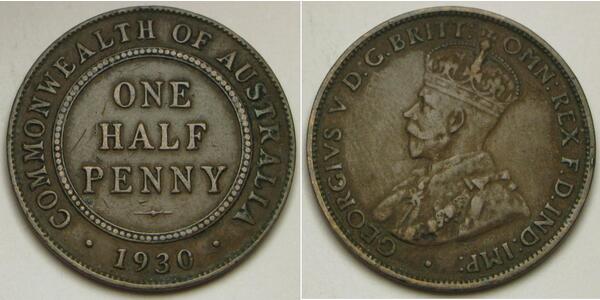 COMMONWEALTH OF AUSTRALIA
ONE
HALF
PENNY
· 1930 ·
GEORGIVS V D.G.BRITT: OMN: REX F.D.IND:IMP: